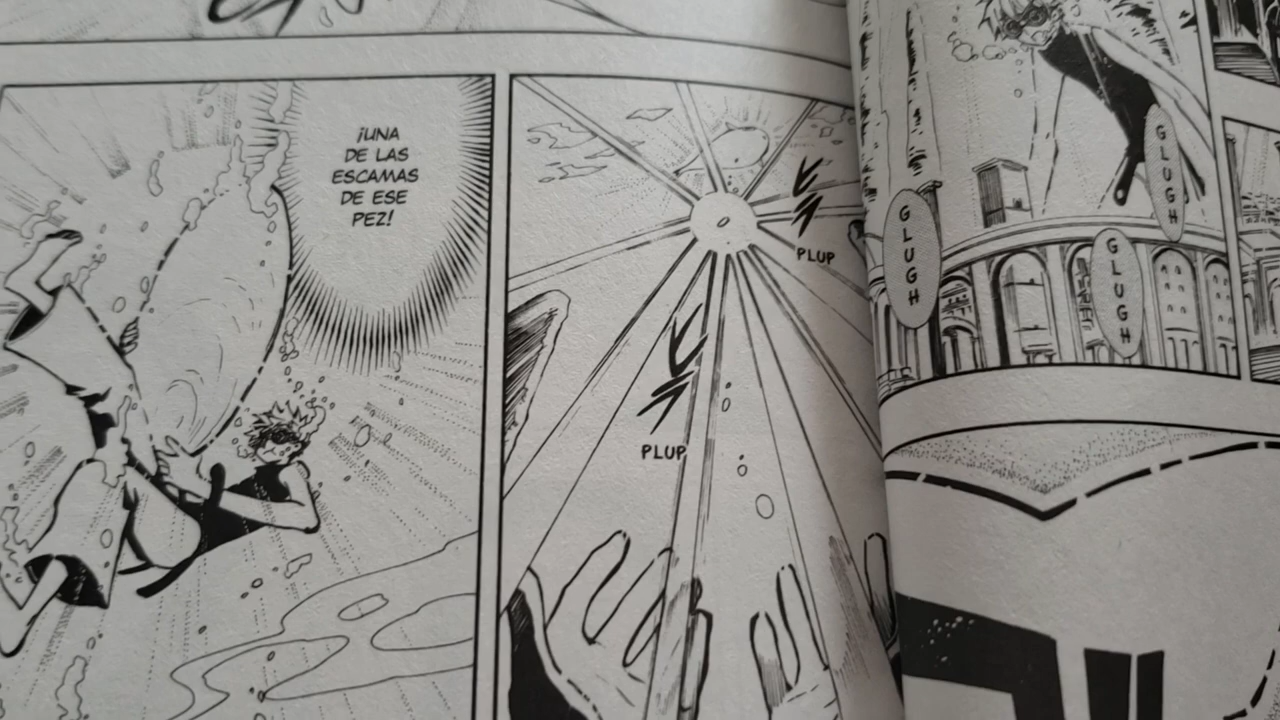 ¡UNA
DE LAS
ESCAMAS
DE ESE
PEZ!
PLUP
PLUP
GLUGH
GLUGH
GLUGH